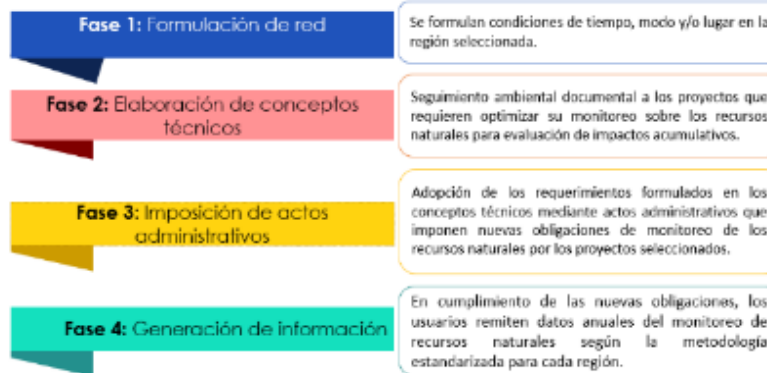 Fase 1: Formulación de red
Se formulan condiciones de tiempo, modo y/o lugar en la
región seleccionada.
Fase 2: Elaboración de conceptos
técnicos
Seguimiento ambiental documental a los proyectos que
requieren optimizar su monitoreo sobre los recursos
naturales para evaluación de impactos acumulativos.
Fase 3: Imposición de actos
administrativos
Adopción de los requerimientos formulados en los
conceptos técnicos mediante actos administrativos que
imponen nuevas obligaciones de monitoreo de los
recursos naturales por los proyectos seleccionados.
Fase 4: Generación de información
En cumplimiento de las nuevas obligaciones, los
usuarios remiten datos anuales del monitoreo de
recursos naturales según la metodología
estandarizada para cada región.